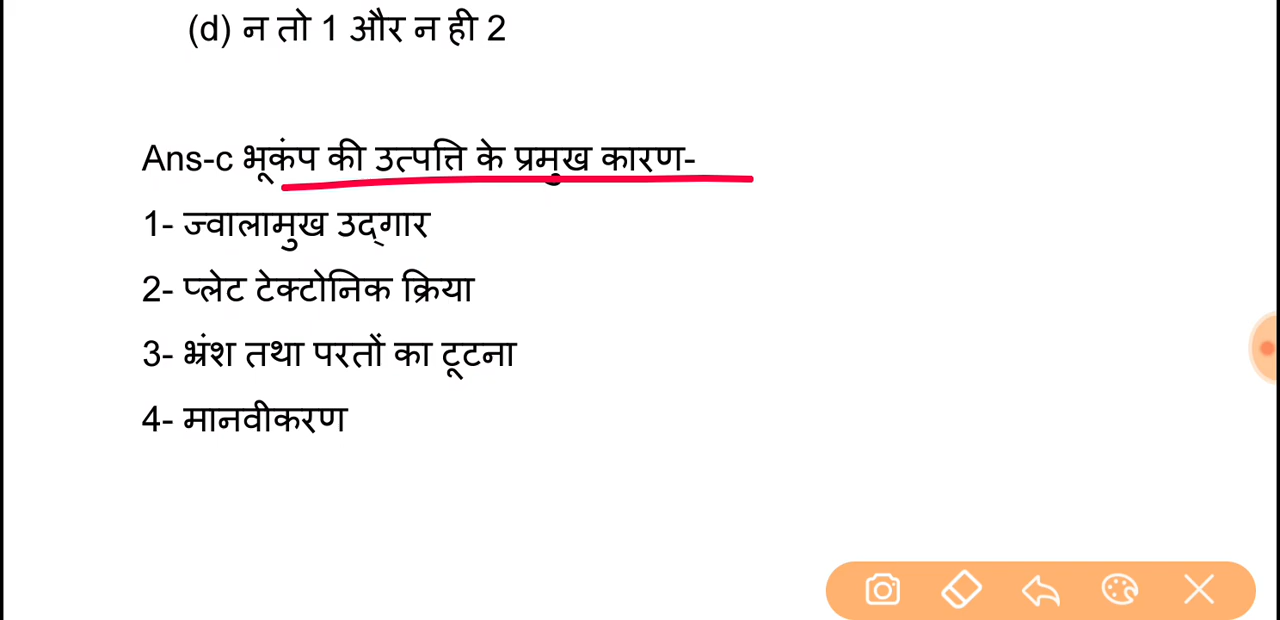 (d) न तो 1 और न ही 2
Ans-c भूकंप की उत्पत्ति के प्रमुख कारण-
1- ज्वालामुख उद्गार
2- प्लेट टेक्टोनिक क्रिया
3- भ्रंश तथा परतों का टूटना
4- मानवीकरण